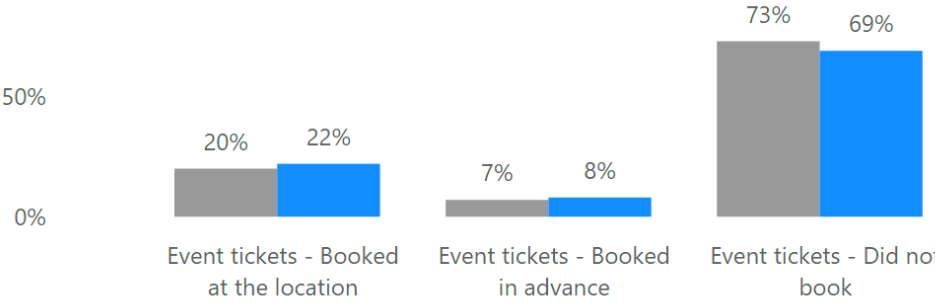 73%
69%
50%
20%
22%
7%
8%
0%
Event tickets - Booked
at the location
Event tickets - Booked
in advance
Event tickets - Did
book